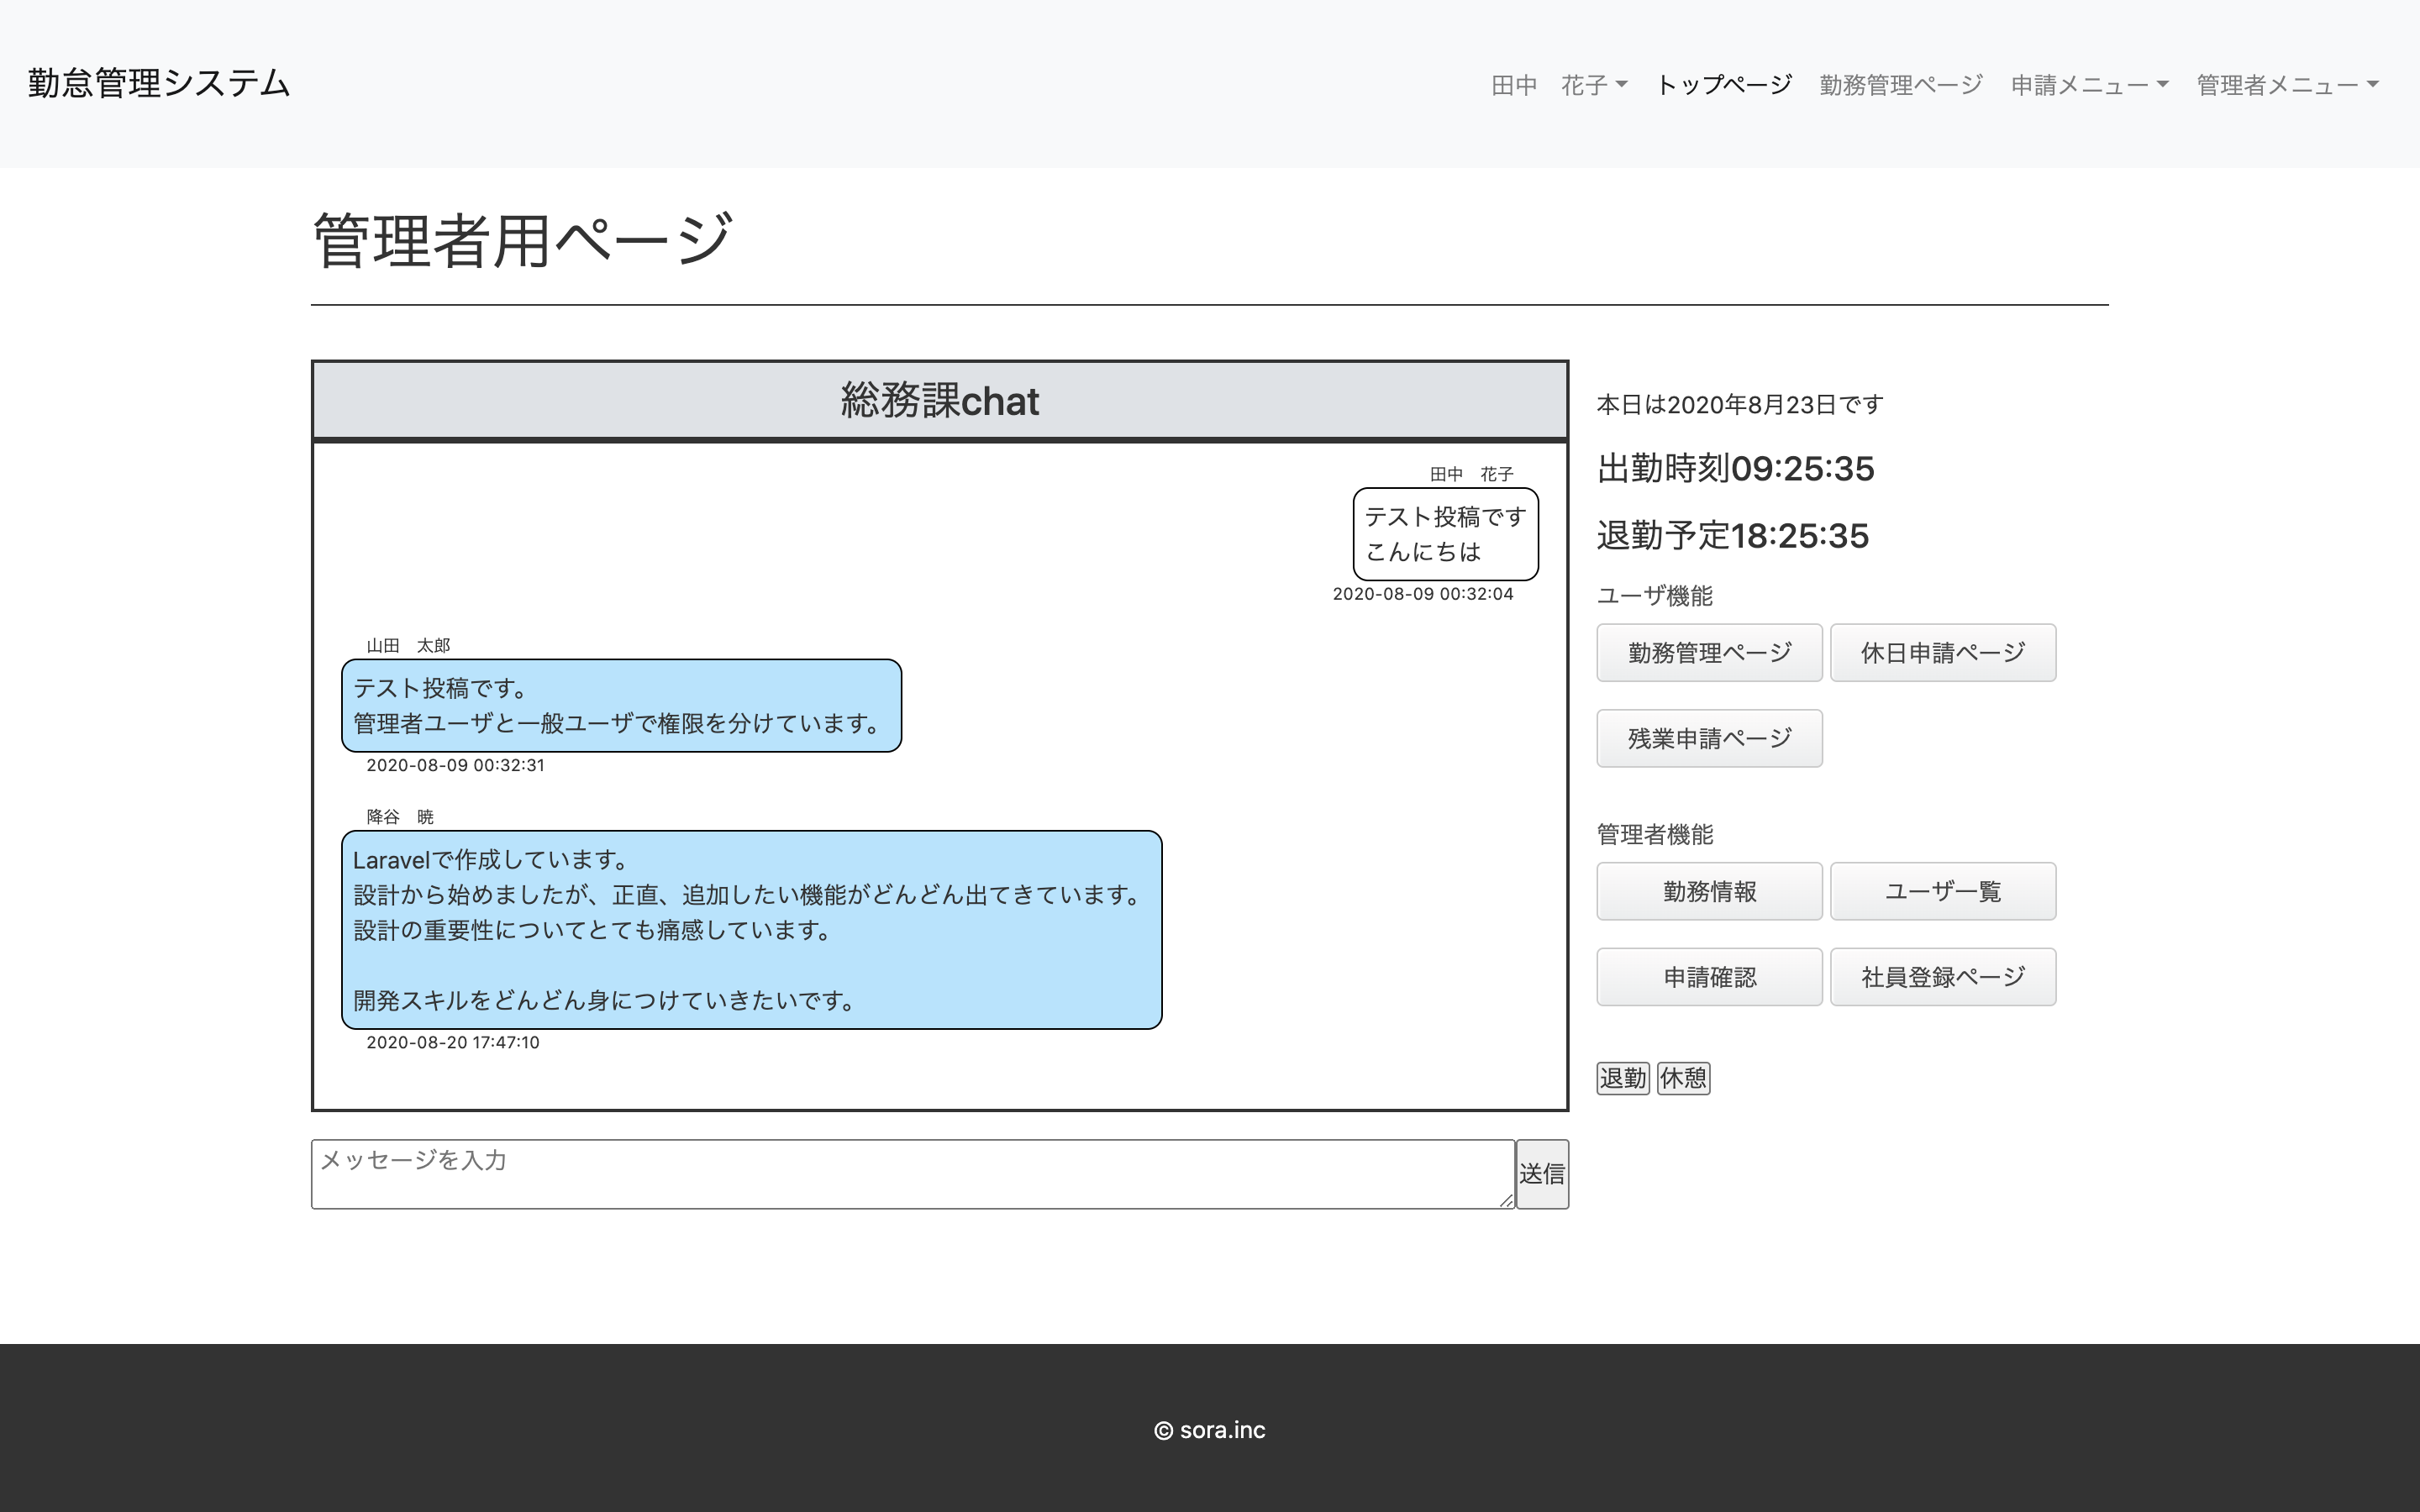 勤怠管理システム
田中　花子 トップページ 勤務管理ページ 申請メニュー 管理者メニュー
管理者用ページ
総務課chat
田中　花子
テスト投稿です
こんにちは
2020-08-09 00:32:04
山田　太郎
テスト投稿です。
管理者ユーザと一般ユーザで権限を分けています。
2020-08-09 00:32:31
降谷　暁
Laravelで作成しています。
設計から始めましたが、正直、追加したい機能がどんどん出てきています。
設計の重要性についてとても痛感しています。
開発スキルをどんどん身につけていきたいです。
2020-08-20 17:47:10
メッセージを入力
送信
本日は2020年8月23日です
出勤時刻09:25:35
退勤予定18:25:35
ユーザ機能
勤務管理ページ 休日申請ページ
残業申請ページ
管理者機能
勤務情報 ユーザ一覧
申請確認 社員登録ページ
退勤 休憩
© sora.inc